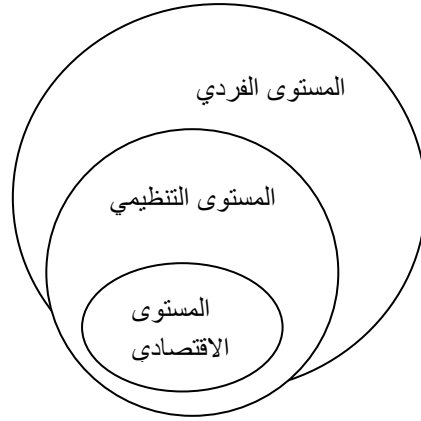 المستوى الفردي
المستوى التنظيمي
المستوى
الاقتصادي